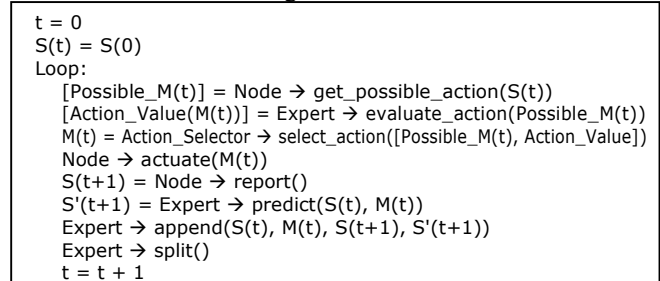 t = 0
S(t) = S(0)
Loop:
[Possible_M(t)] = Node → get_possible_action(S(t))
[Action_Value(M(t))] = Expert → evaluate_action(Possible_M(t))
M(t) = Action_Selector → select_action([Possible_M(t), Action_Value])
Node → actuate(M(t))
S(t+1) = Node → report()
S'(t+1) = Expert → predict(S(t), M(t))
Expert → append(S(t), M(t), S(t+1), S'(t+1))
Expert → split()
t = t + 1